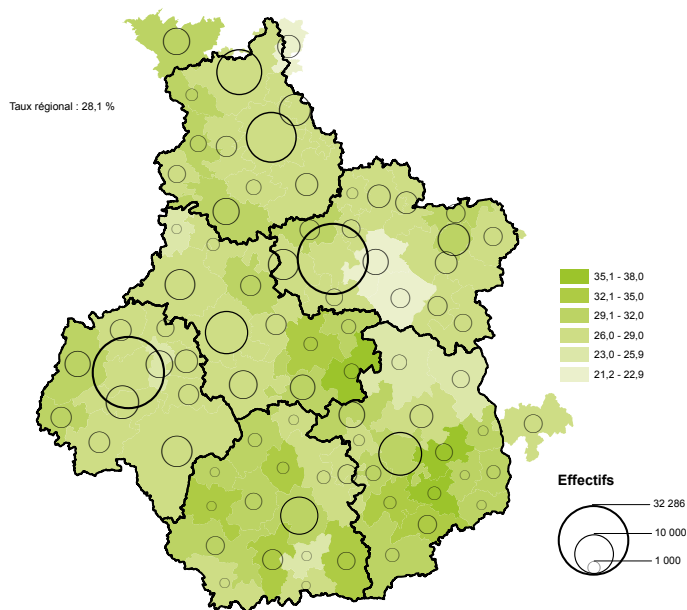 Taux régional : 28,1 %
35,1 - 38,0
32,1 - 35,0
29,1 - 32,0
26,0 - 29,0
23,0 - 25,9
21,2 - 22,9
Effectifs
32 286
10 000
1 000